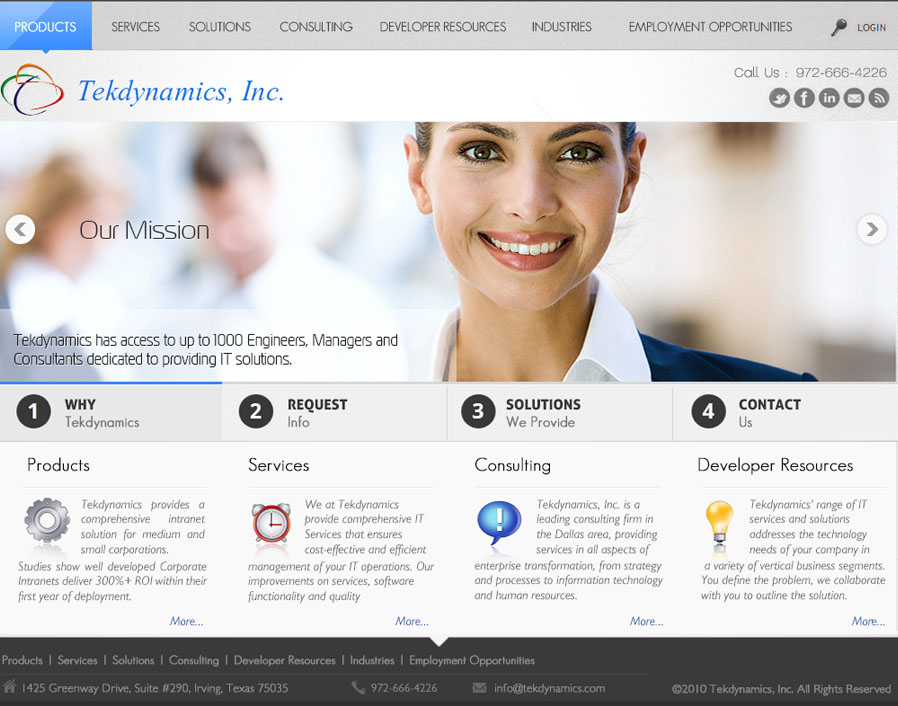 PRODUCTS SERVICES SOLUTIONS CONSULTING DEVELOPER RESOURCES INDUSTRIES EMPLOYMENT OPPORTUNITIES LOGIN
Tekdynamics, Inc.
Call Us : 972-666-4226
Our Mission
Tekdynamics has access to up to 1000 Engineers, Managers and
Consultants dedicated to providing IT solutions.
1 WHY
Tekdynamics
2 REQUEST
Info
3 SOLUTIONS
We Provide
4 CONTACT
Us
Products
Tekdynamics provides a
comprehensive intranet
solution for medium and
small corporations.
Studies show well developed Corporate
Intranets deliver 300%+ ROI within their
first year of deployment.
More...
Services
We at Tekdynamics
provide comprehensive IT
Services that ensures
cost-effective and efficient
management of your IT operations. Our
improvements on services, software
functionality and quality
More...
Consulting
Tekdynamics, Inc. is a
leading consulting firm in
the Dallas area, providing
services in all aspects of
enterprise transformation, from strategy
and processes to information technology
and human resources.
More...
Developer Resources
Tekdynamics' range of IT
services and solutions
addresses the technology
needs of your company in
a variety of vertical business segments.
You define the problem, we collaborate
with you to outline the solution.
More...
Products | Services | Solutions | Consulting | Developer Resources | Industries | Employment Opportunities
1425 Greenway Drive, Suite #290, Irving, Texas 75035 972-666-4226 info@tekdynamics.com ©2010 Tekdynamics, Inc. All Rights Reserved